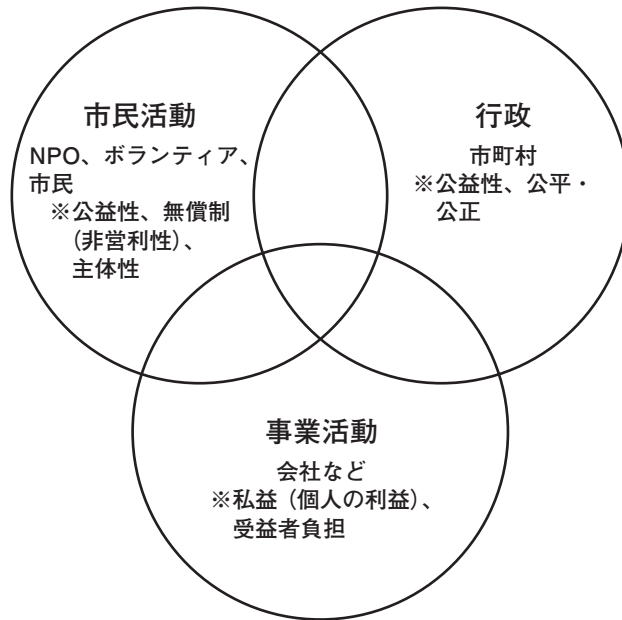 市民活動
NPO、ボランティア、
市民
※公益性、無償制
(非営利性)、
主体性
行政
市町村
※公益性、公平・
公正
事業活動
会社など
※私益(個人の利益)、
受益者負担